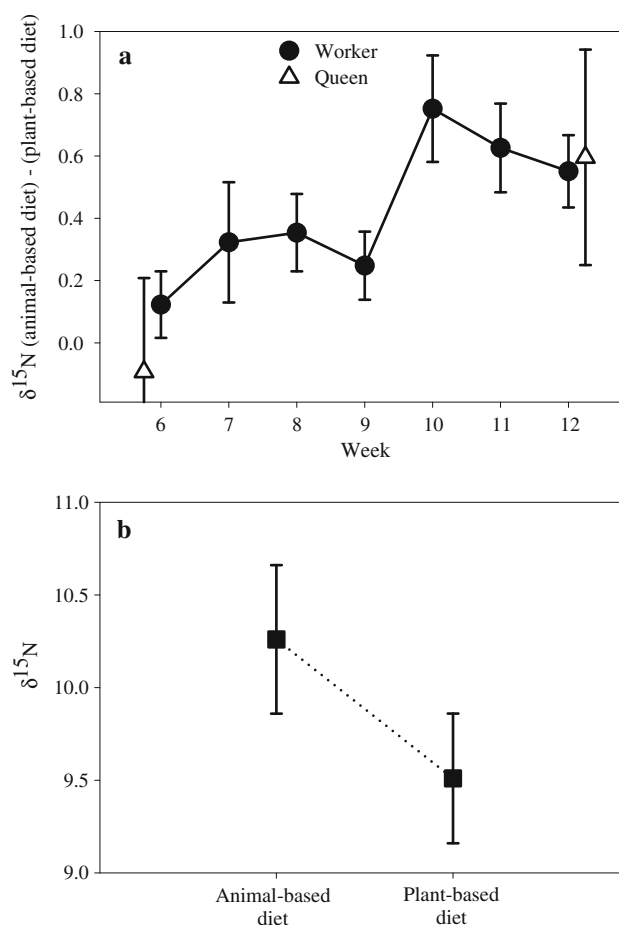 a
Worker
Queen
δ15N (animal-based diet) - (plant-based diet)
1.0
0.8
0.6
0.4
0.2
0.0
6 7 8 9 10 11 12
Week
b
δ15N
11.0
10.5
10.0
9.5
9.0
Animal-based diet
Plant-based diet